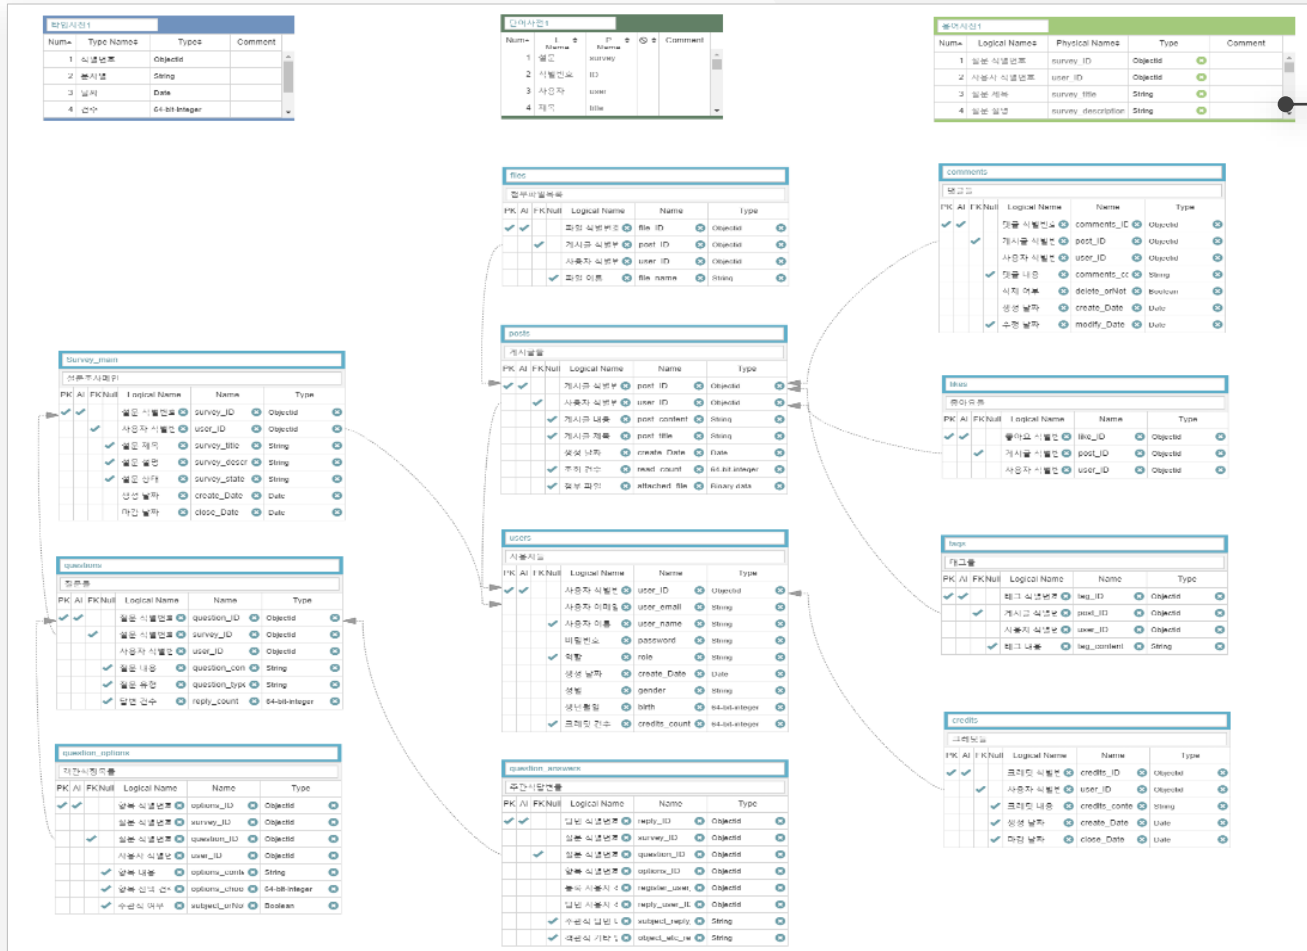 타입사전1
Num Type Name Type Comment
1 식별번호 ObjectId
2 문자열 String
3 날짜 Date
4 건수 64-bit-integer
단어사전1
Num L Name P Name Comment
1 설문 survey
2 식별번호 ID
3 사용자 user
4 제목 title
용어사전1
Num Logical Name Physical Name Type Comment
1 설문 식별번호 survey_ID ObjectId
2 사용자 식별번호 user_ID ObjectId
3 설문 제목 survey_title String
4 설문 설명 survey_description String
files
첨부파일목록
PK AI FK Null Logical Name Name Type
파일 식별번호 file_ID ObjectId
게시글 식별번 post_ID ObjectId
사용자 식별번 user_ID ObjectId
파일 이름 file_name String
comments
댓글들
PK AI FK Null Logical Name Name Type
댓글 식별번호 comments_ID ObjectId
게시글 식별번 post_ID ObjectId
사용자 식별번 user_ID ObjectId
댓글 내용 comments_cc String
삭제 여부 delete_orNot Boolean
생성 날짜 create_Date Date
수정 날짜 modify_Date Date
posts
게시글들
PK AI FK Null Logical Name Name Type
게시글 식별번 post_ID ObjectId
사용자 식별번 user_ID ObjectId
게시글 내용 post_content String
게시글 제목 post_title String
생성 날짜 create_Date Date
조회 건수 read_count 64-bit-integer
첨부 파일 attached_file Binary data
Survey_main
설문조사메인
PK AI FK Null Logical Name Name Type
설문 식별번호 survey_ID ObjectId
사용자 식별번 user_ID ObjectId
설문 제목 survey_title String
설문 설명 survey_descr String
설문 상태 survey_state String
생성 날짜 create_Date Date
마감 날짜 close_Date Date
likes
좋아요들
PK AI FK Null Logical Name Name Type
좋아요 식별번 like_ID ObjectId
게시글 식별번 post_ID ObjectId
사용자 식별번 user_ID ObjectId
users
사용자들
PK AI FK Null Logical Name Name Type
사용자 식별번 user_ID ObjectId
사용자 이메일 user_email String
사용자 이름 user_name String
비밀번호 password String
역할 role String
생성 날짜 create_Date Date
성별 gender String
생년월일 birth 64-bit-integer
크레딧 건수 credits_count 64-bit-integer
tags
태그들
PK AI FK Null Logical Name Name Type
태그 식별번호 tag_ID ObjectId
게시글 식별번 post_ID ObjectId
사용자 식별번 user_ID ObjectId
태그 내용 tag_content String
questions
질문들
PK AI FK Null Logical Name Name Type
질문 식별번호 question_ID ObjectId
설문 식별번호 survey_ID ObjectId
사용자 식별번 user_ID ObjectId
질문 내용 question_con String
질문 유형 question_type String
답변 건수 reply_count 64-bit-integer
credits
크레딧들
PK AI FK Null Logical Name Name Type
크레딧 식별번 credits_ID ObjectId
사용자 식별번 user_ID ObjectId
크레딧 내용 credits_conte String
생성 날짜 create_Date Date
마감 날짜 close_Date Date
question_options
객관식항목들
PK AI FK Null Logical Name Name Type
항목 식별번호 options_ID ObjectId
설문 식별번호 survey_ID ObjectId
질문 식별번호 question_ID ObjectId
사용자 식별번 user_ID ObjectId
항목 내용 options_conte String
항목 선택 건 options_choo 64-bit-integer
주관식 여부 subject_orNo Boolean
question_answers
주관식답변들
PK AI FK Null Logical Name Name Type
답변 식별번호 reply_ID ObjectId
설문 식별번호 survey_ID ObjectId
질문 식별번호 question_ID ObjectId
항목 식별번호 options_ID ObjectId
등록 사용자 register_user_ ObjectId
답변 사용자 reply_user_ID ObjectId
주관식 답변 subject_reply_ String
객관식 기타 object_etc_re String